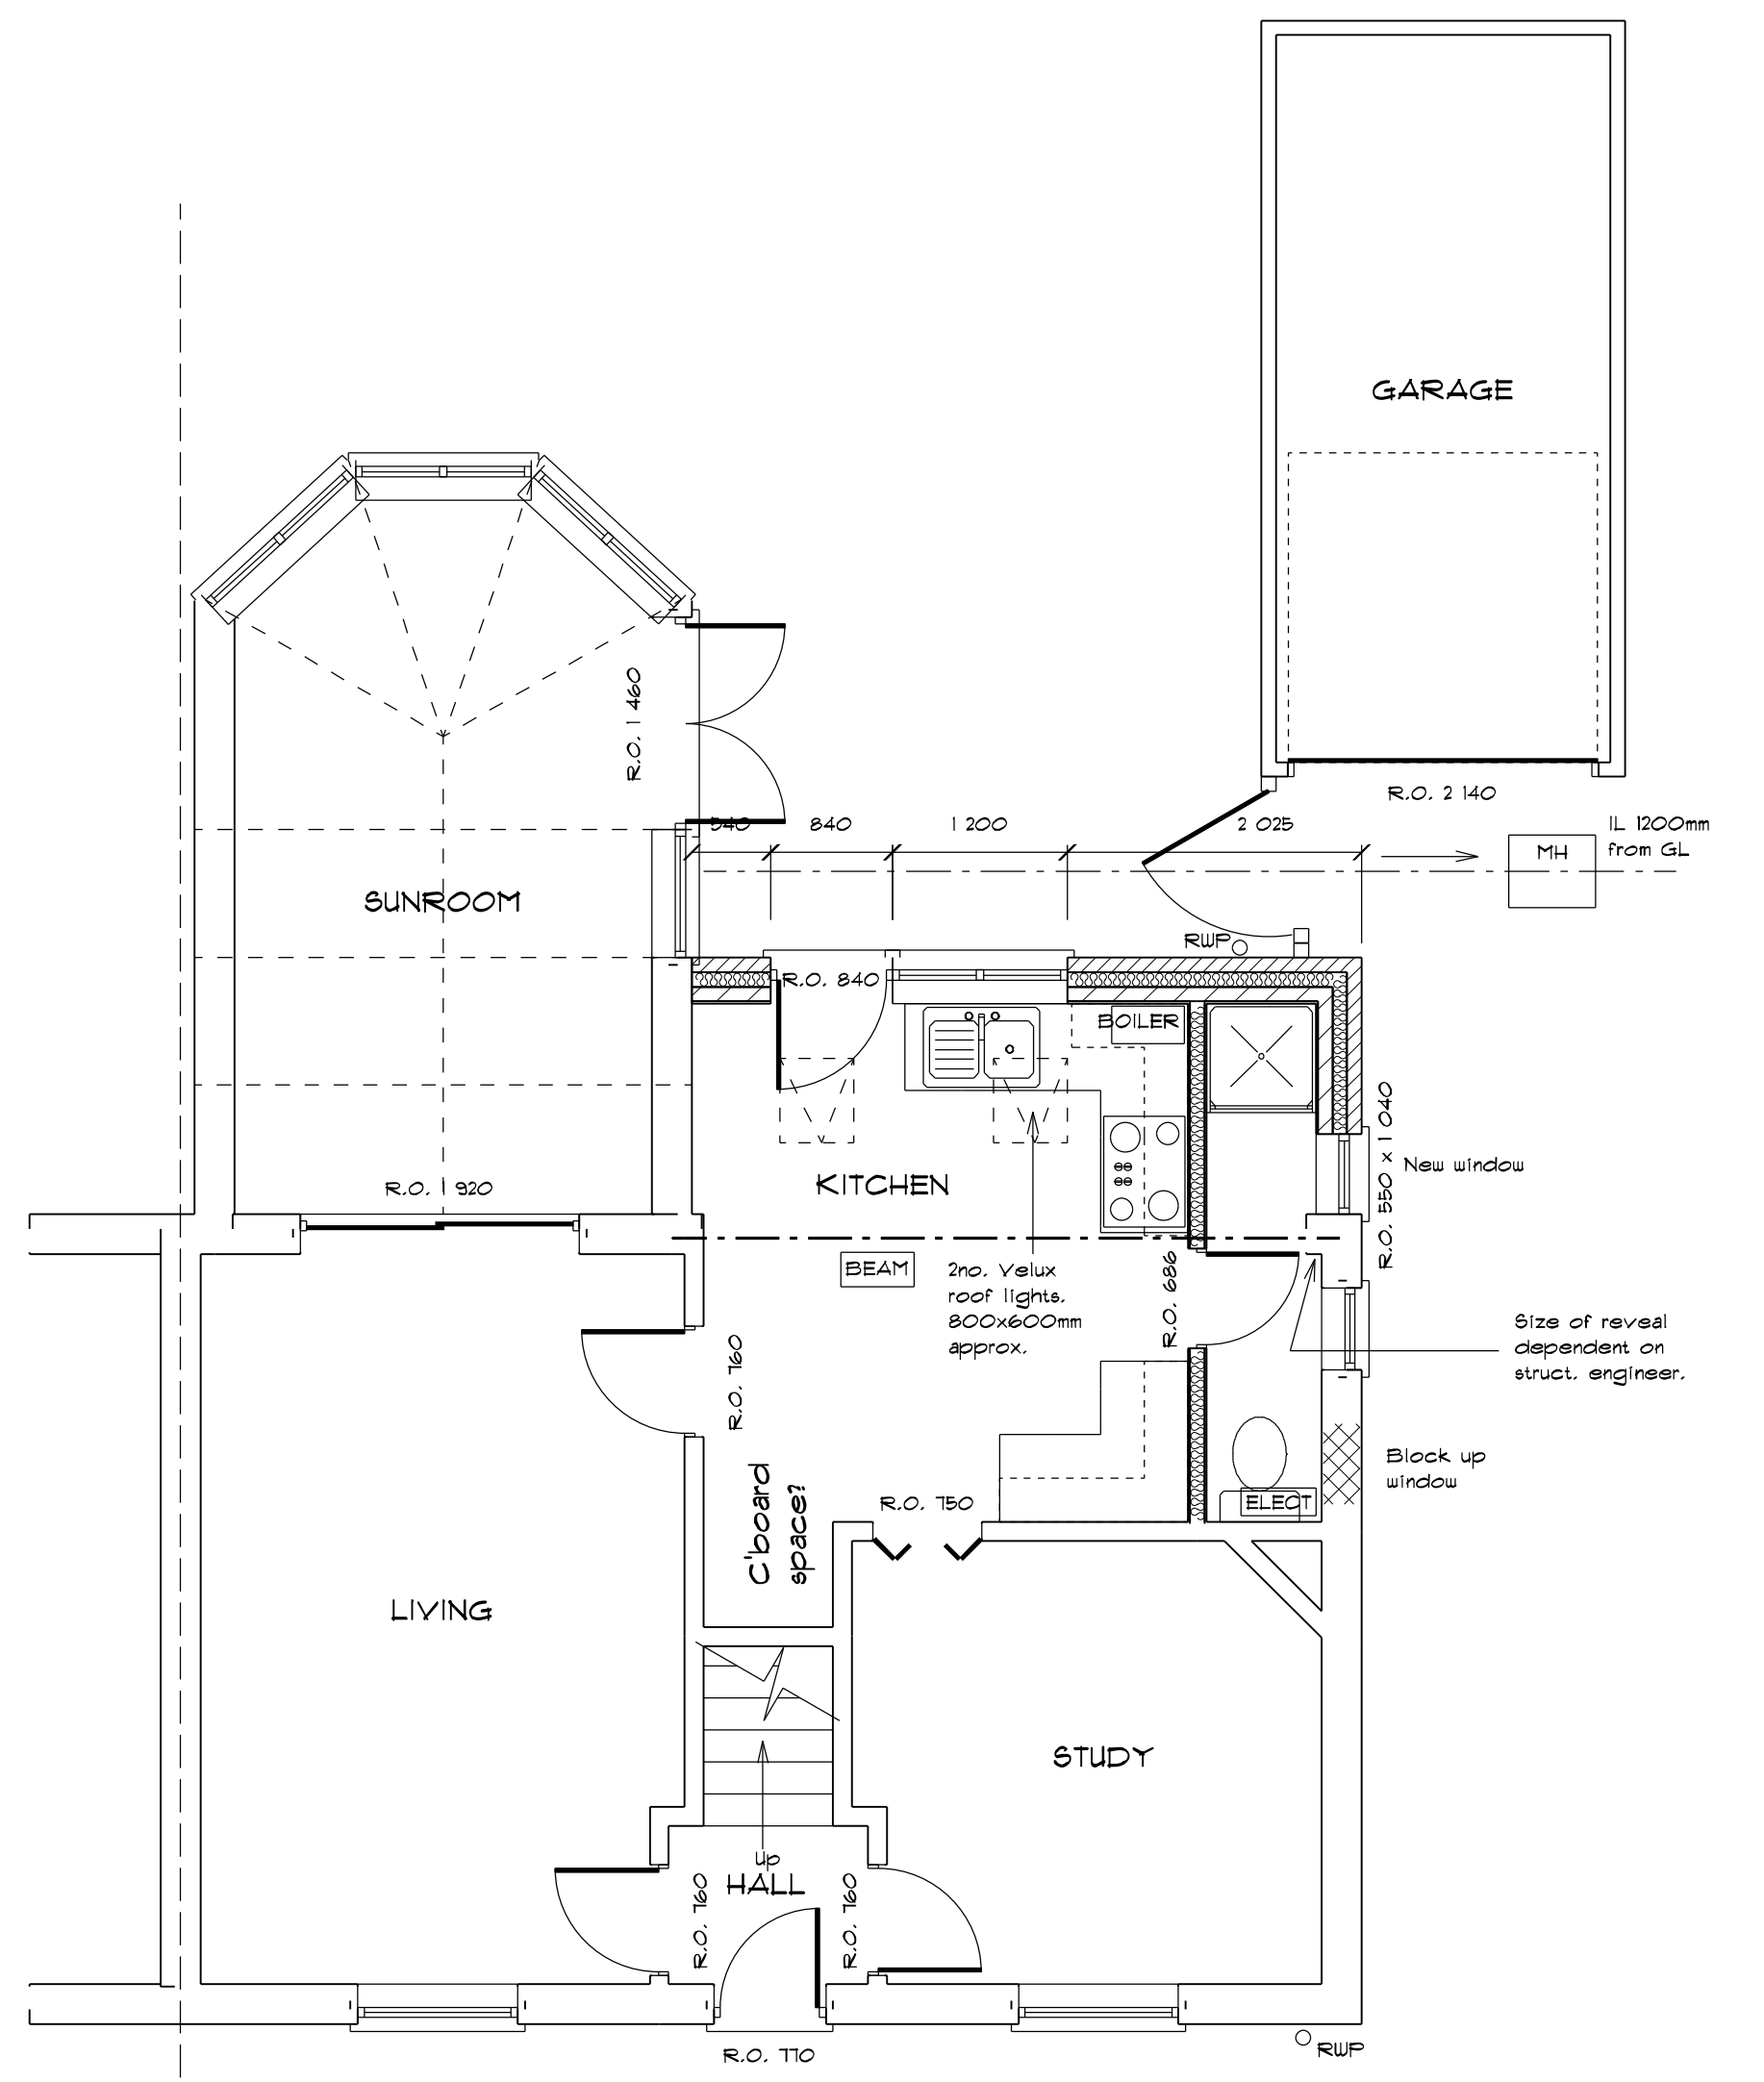 GARAGE
R.O. 1 460
R.O. 2 140
540
840
1 200
2 025
IL 1200mm
from GL
MH
SUNROOM
RWP
R.O. 840
BOILER
R.O. 550 x 1 040
New window
KITCHEN
R.O. 1 920
BEAM
2no. Velux
roof lights.
800x600mm
approx.
R.O. 686
Size of reveal
dependent on
struct. engineer.
R.O. 760
Block up
window
C'board
space?
R.O. 750
ELECT
LIVING
STUDY
Up
HALL
R.O. 760
R.O. 760
R.O. 770
RWP